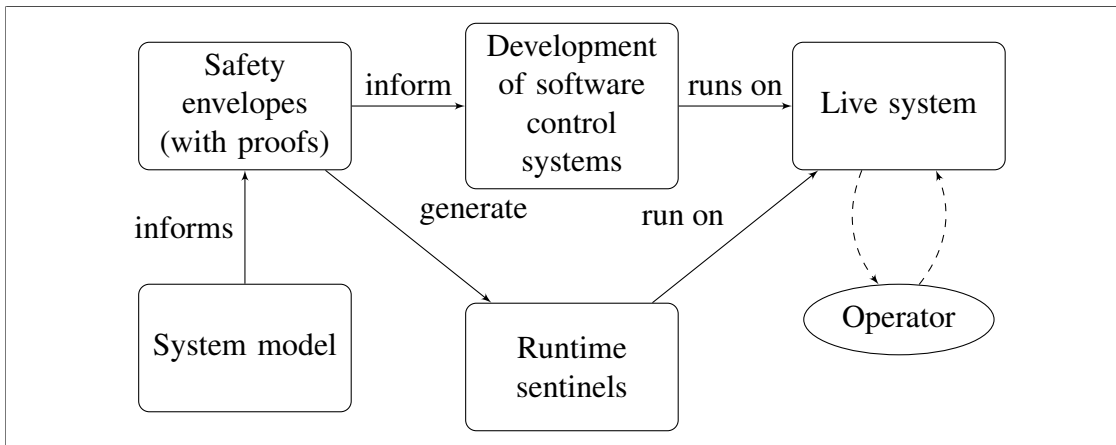 Safety
envelopes
(with proofs)
inform
Development
of software
control
systems
runs on
Live system
informs
generate
run on
System model
Runtime
sentinels
Operator